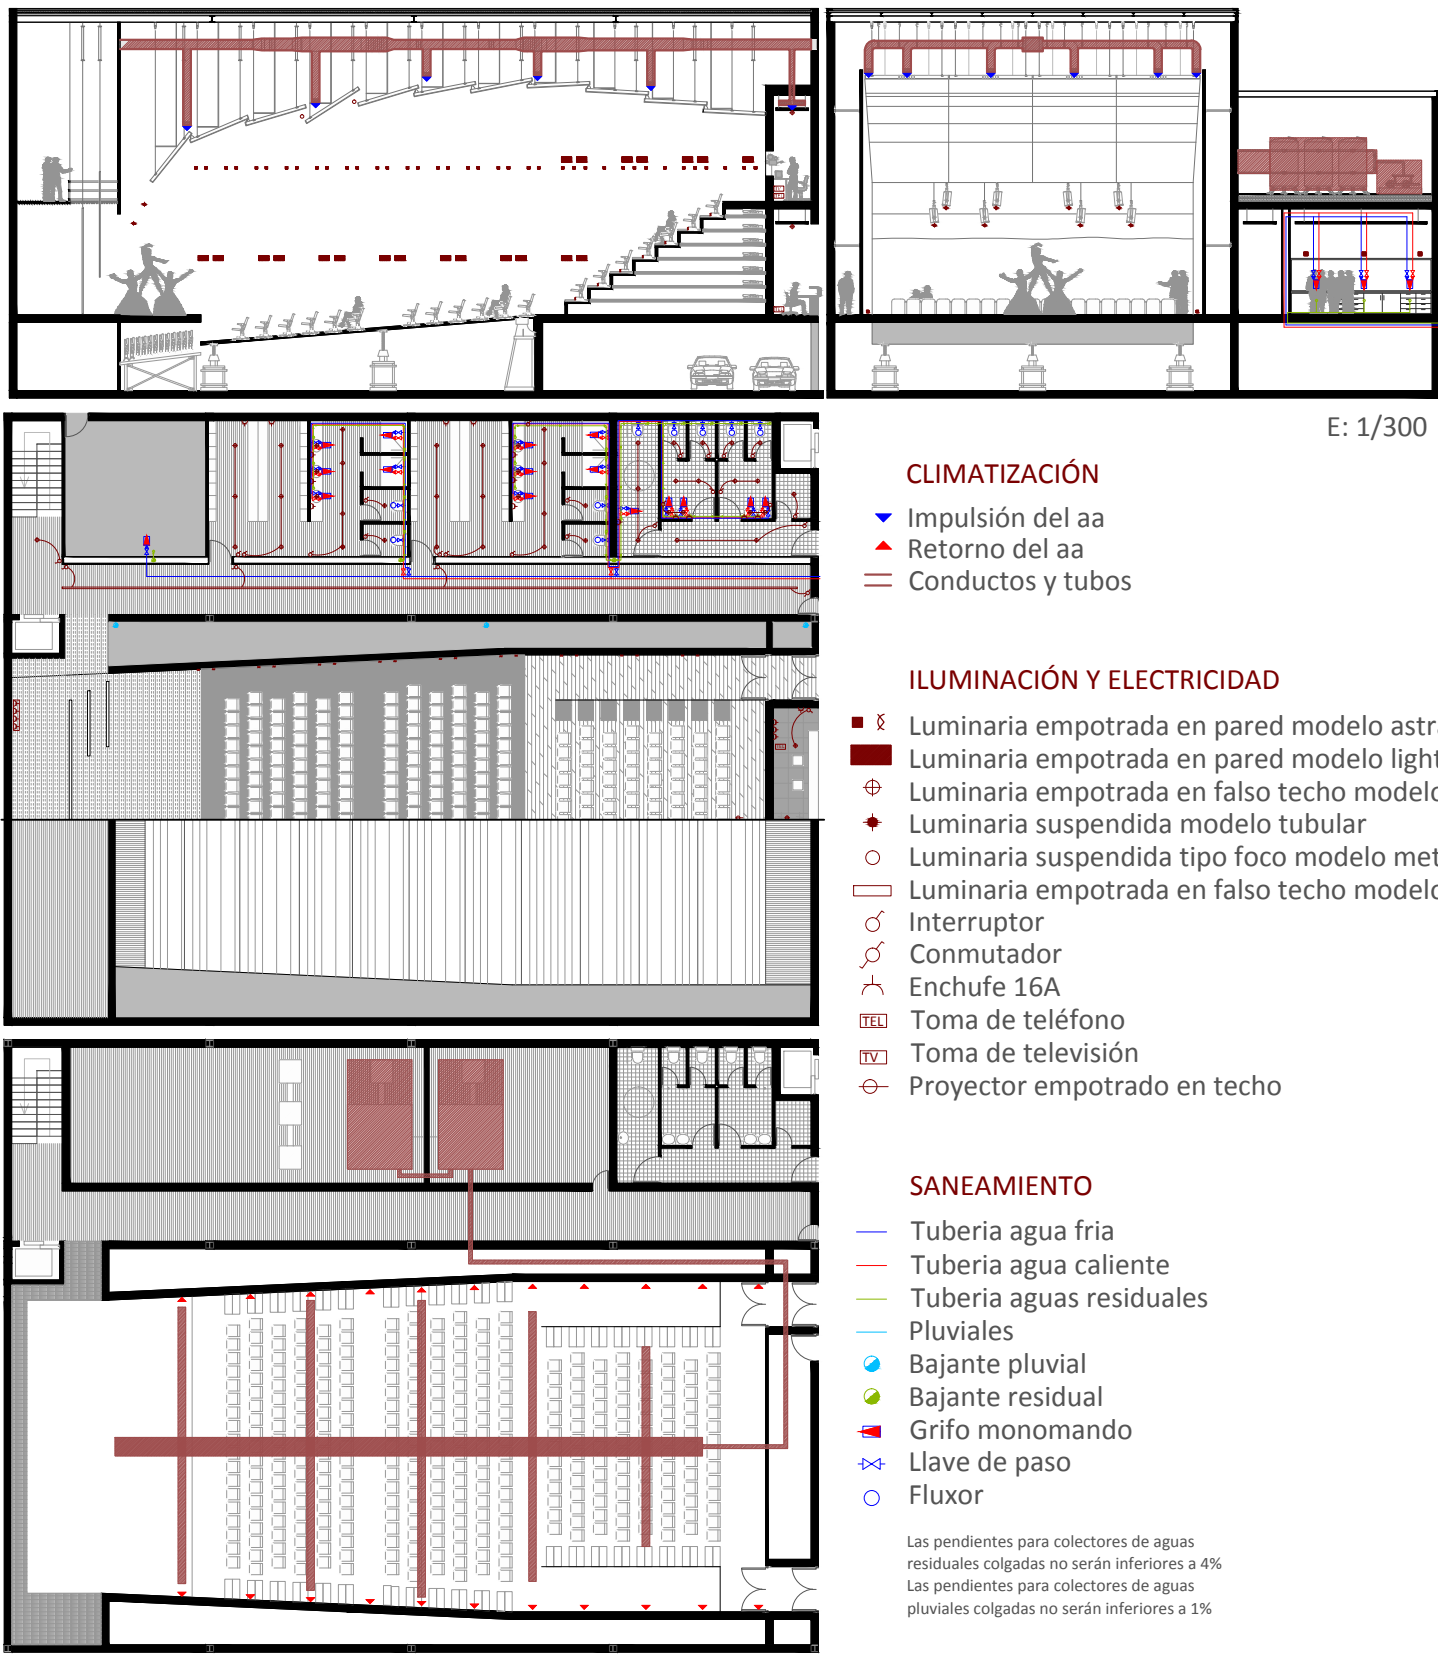 E: 1/300
CLIMATIZACIÓN
Impulsión del aa
Retorno del aa
Conductos y tubos
ILUMINACIÓN Y ELECTRICIDAD
Luminaria empotrada en pared modelo astr
Luminaria empotrada en pared modelo light
Luminaria empotrada en falso techo modelo
Luminaria suspendida modelo tubular
Luminaria suspendida tipo foco modelo met
Luminaria empotrada en falso techo modelo
Interruptor
Conmutador
Enchufe 16A
TEL Toma de teléfono
TV Toma de televisión
Proyector empotrado en techo
SANEAMIENTO
Tuberia agua fria
Tuberia agua caliente
Tuberia aguas residuales
Pluviales
Bajante pluvial
Bajante residual
Grifo monomando
Llave de paso
Fluxor
Las pendientes para colectores de aguas
residuales colgadas no serán inferiores a 4%
Las pendientes para colectores de aguas
pluviales colgadas no serán inferiores a 1%